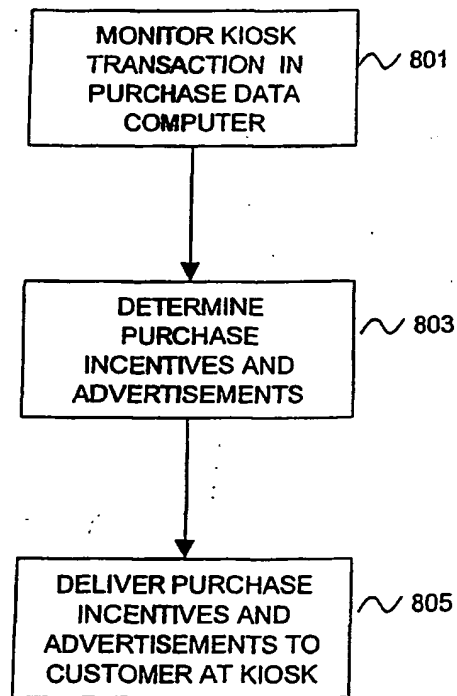 MONITOR KIOSK
TRANSACTION IN
PURCHASE DATA
COMPUTER
801
DETERMINE
PURCHASE
INCENTIVES AND
ADVERTISEMENTS
803
DELIVER PURCHASE
INCENTIVES AND
ADVERTISEMENTS TO
CUSTOMER AT KIOSK
805